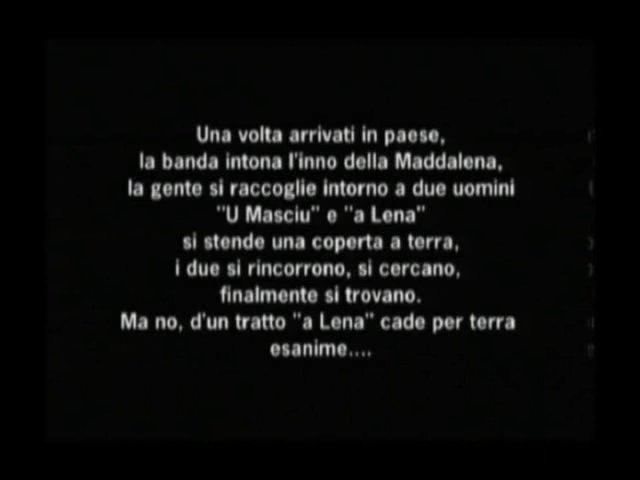 Una volta arrivati in paese,
la banda intona l'inno della Maddalena,
la gente si raccoglie intorno a due uomini
"U Masciu" e "a Lena"
si stende una coperta a terra,
i due si rincorrono, si cercano,
finalmente si trovano.
Ma no, d'un tratto "a Lena" cade per terra
esanime....